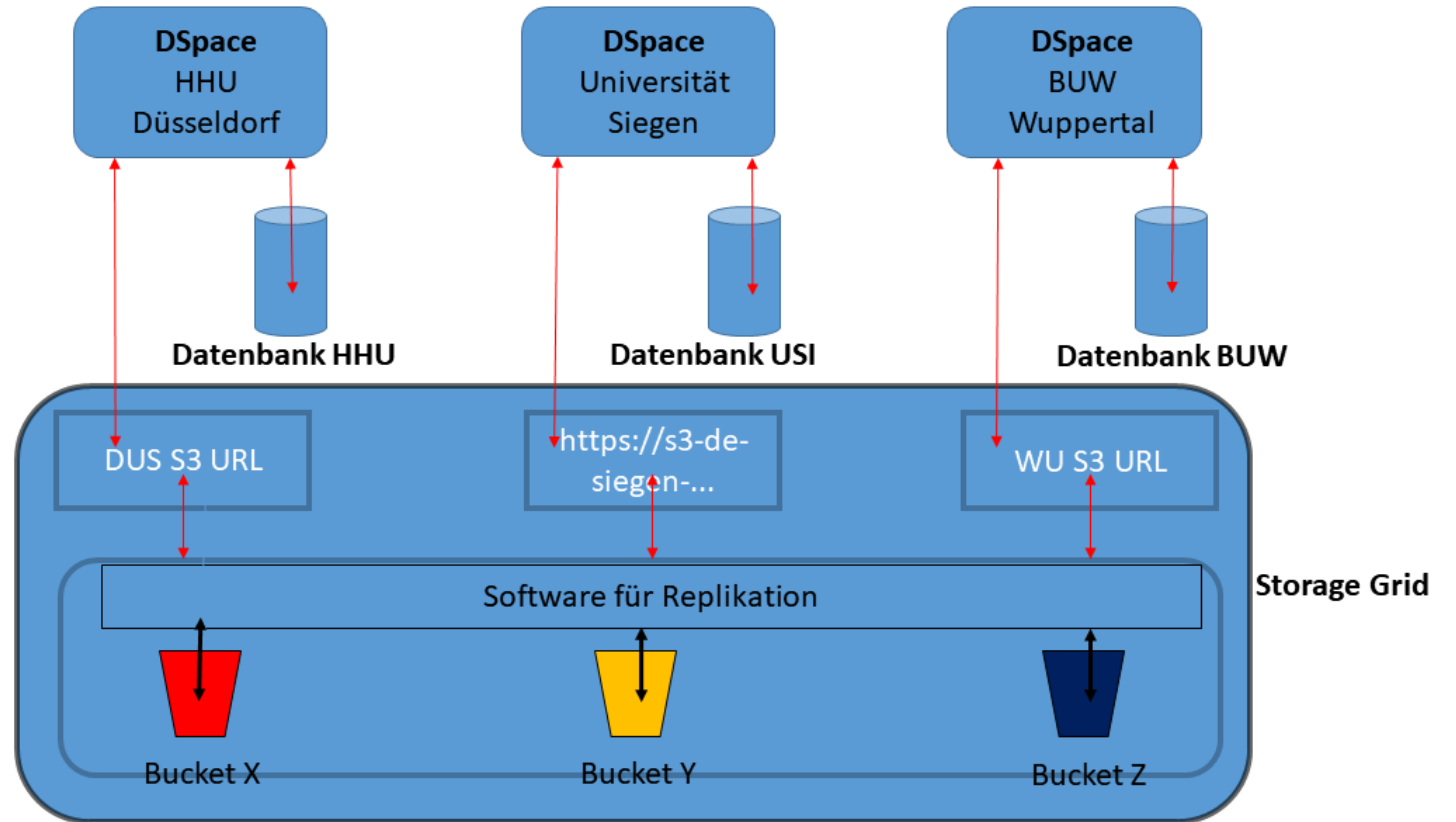 DSpace
HHU
Düsseldorf
DSpace
Universität
Siegen
DSpace
BUW
Wuppertal
Datenbank HHU
Datenbank USI
Datenbank BUW
DUS S3 URL
https://s3-de-
siegen-...
WU S3 URL
Software für Replikation
Storage Grid
Bucket X
Bucket Y
Bucket Z